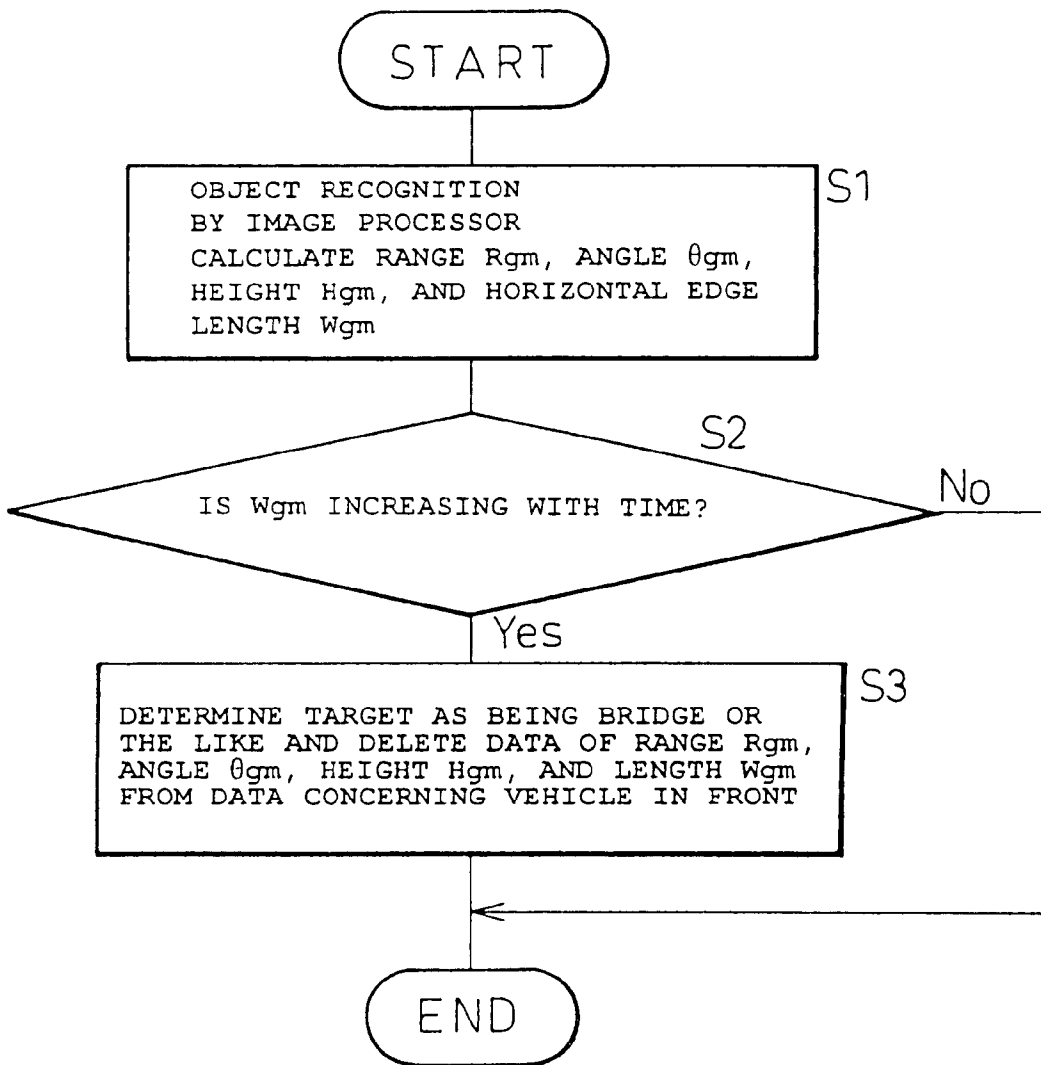 START
S1
OBJECT RECOGNITION
BY IMAGE PROCESSOR
CALCULATE RANGE Rgm, ANGLE θgm,
HEIGHT Hgm, AND HORIZONTAL EDGE
LENGTH Wgm
S2
IS Wgm INCREASING WITH TIME?
No
Yes
S3
DETERMINE TARGET AS BEING BRIDGE OR
THE LIKE AND DELETE DATA OF RANGE Rgm,
ANGLE θgm, HEIGHT Hgm, AND LENGTH Wgm
FROM DATA CONCERNING VEHICLE IN FRONT
END